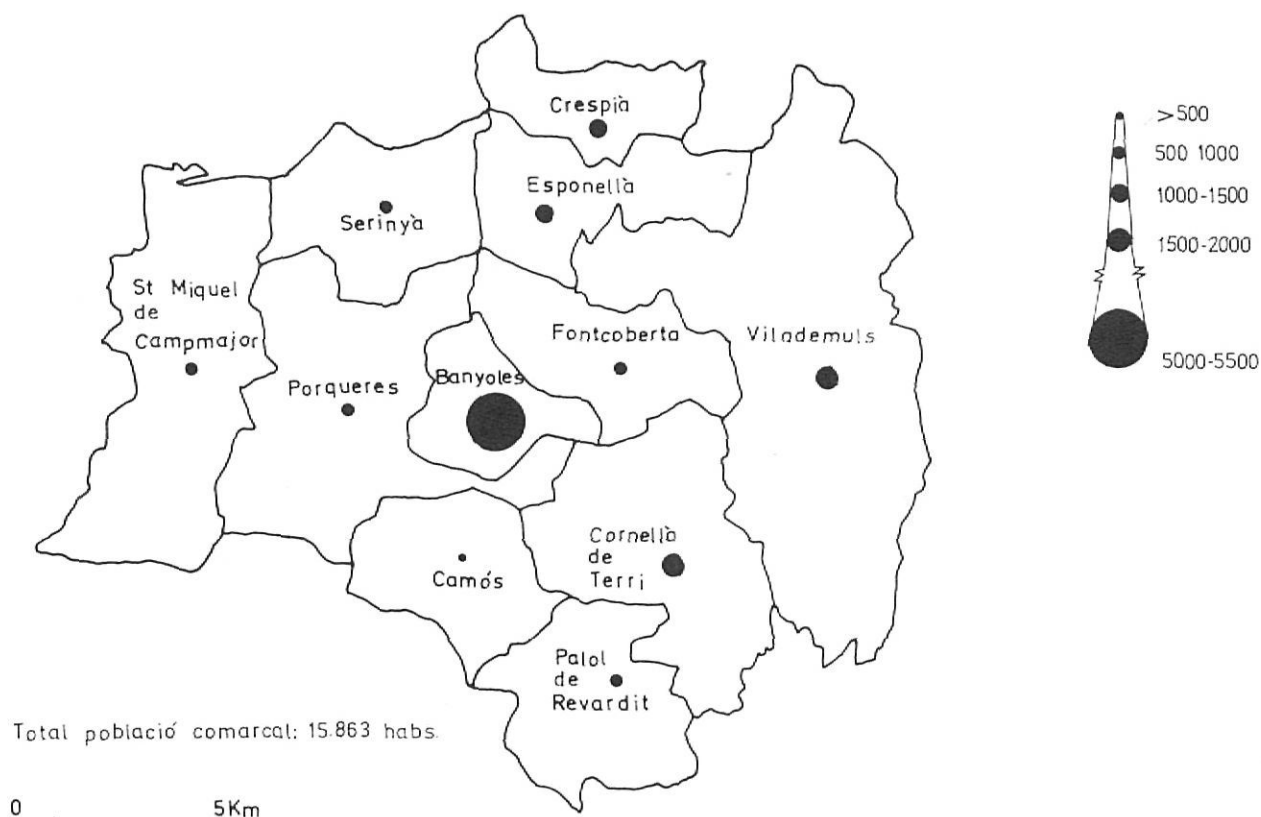 Crespià
Esponellà
Serinyà
St Miquel
de
Campmajor
Fontcoberta
Vilademuls
Banyoles
Porqueres
Cornellà
de
Terri
Camós
Palol
de
Revardit
>500
500 1000
1000-1500
1500-2000
5000-5500
Total població comarcal: 15.863 habs.
0 5Km